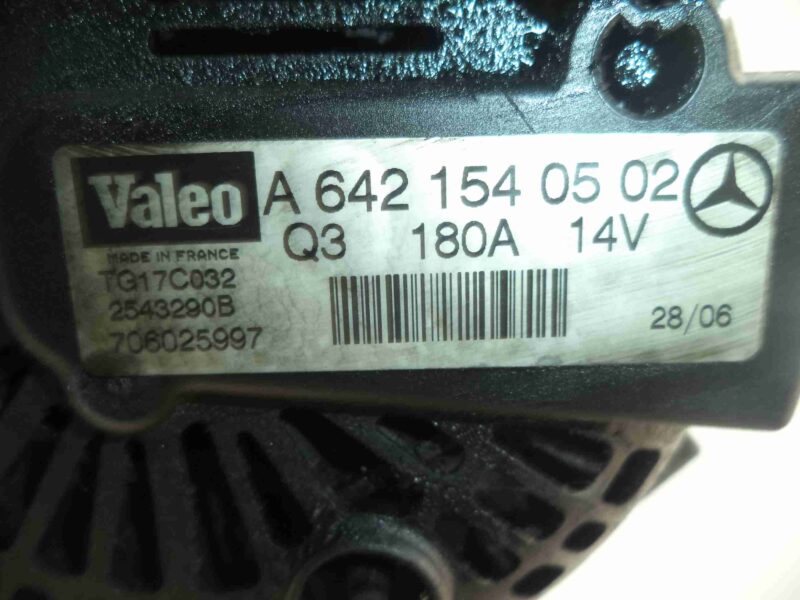 Valeo A 642 154 05 02
Q3 180A 14V
MADE IN FRANCE
TG17C032
2543290B
706025997
28/06